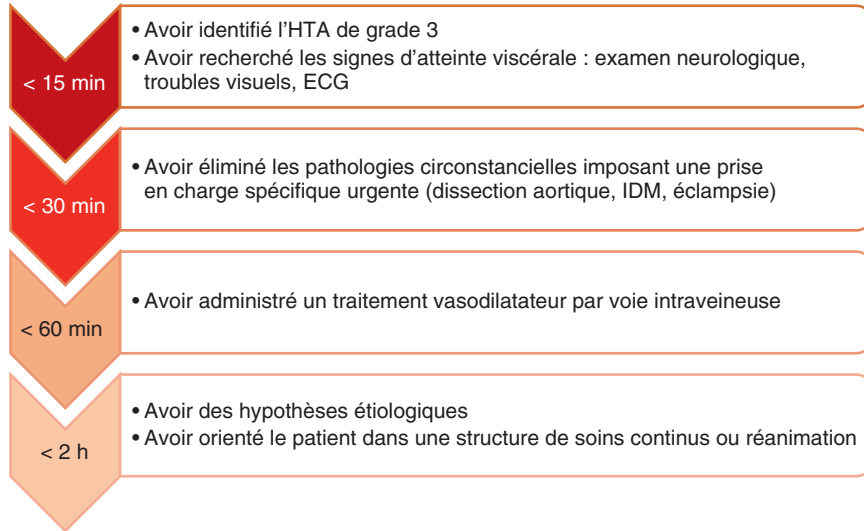 < 15 min
• Avoir identifié l’HTA de grade 3
• Avoir recherché les signes d’atteinte viscérale : examen neurologique,
troubles visuels, ECG
< 30 min
• Avoir éliminé les pathologies circonstancielles imposant une prise
en charge spécifique urgente (dissection aortique, IDM, éclampsie)
< 60 min
• Avoir administré un traitement vasodilatateur par voie intraveineuse
< 2 h
• Avoir des hypothèses étiologiques
• Avoir orienté le patient dans une structure de soins continus ou réanimation